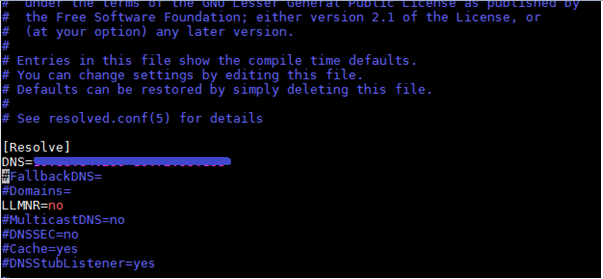 # under the terms of the GNU Lesser General Public License as published by
# the Free Software Foundation; either version 2.1 of the License, or
# (at your option) any later version.
#
# Entries in this file show the compile time defaults.
# You can change settings by editing this file.
# Defaults can be restored by simply deleting this file.
#
# See resolved.conf(5) for details
[Resolve]
DNS=
#FallbackDNS=
#Domains=
LLMNR=no
#MulticastDNS=no
#DNSSEC=no
#Cache=yes
#DNSStubListener=yes